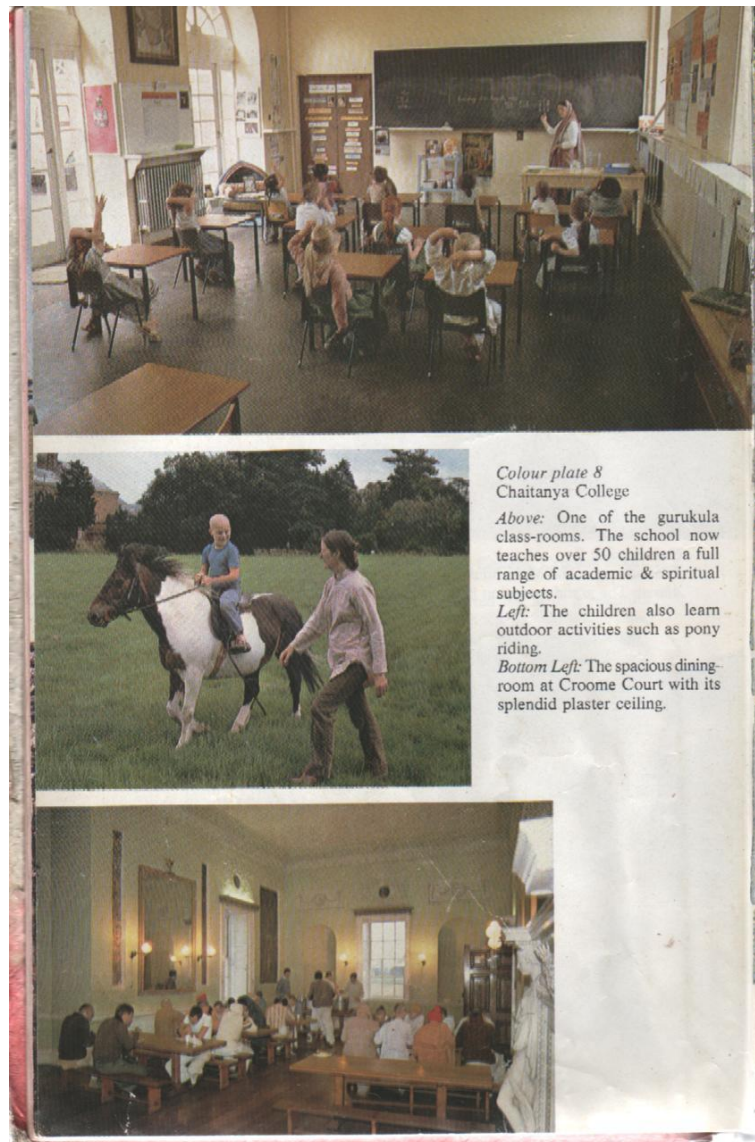 Colour plate 8
Chaitanya College
Above: One of the gurukula
class-rooms. The school now
teaches over 50 children a full
range of academic & spiritual
subjects.
Left: The children also learn
outdoor activities such as pony
riding.
Bottom Left: The spacious dining-
room at Croome Court with its
splendid plaster ceiling.